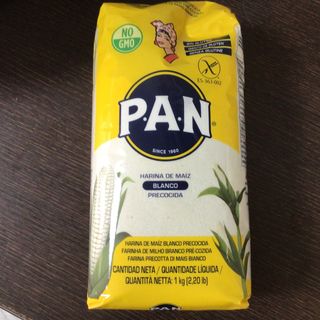 NO
GMO
ES-363-002
P.A.N
®
SINCE 1960
HARINA DE MAÍZ
BLANCO
PRECOCIDA
HARINA DE MAÍZ BLANCO PRECOCIDA
FARINHA DE MILHO BRANCO PRÉ-COZIDA
FARINA PRECOTTA DI MAIS BIANCO
CANTIDAD NETA / QUANTIDADE LÍQUIDA /
QUANTITÀ NETTA: 1 kg (2,20 lb)